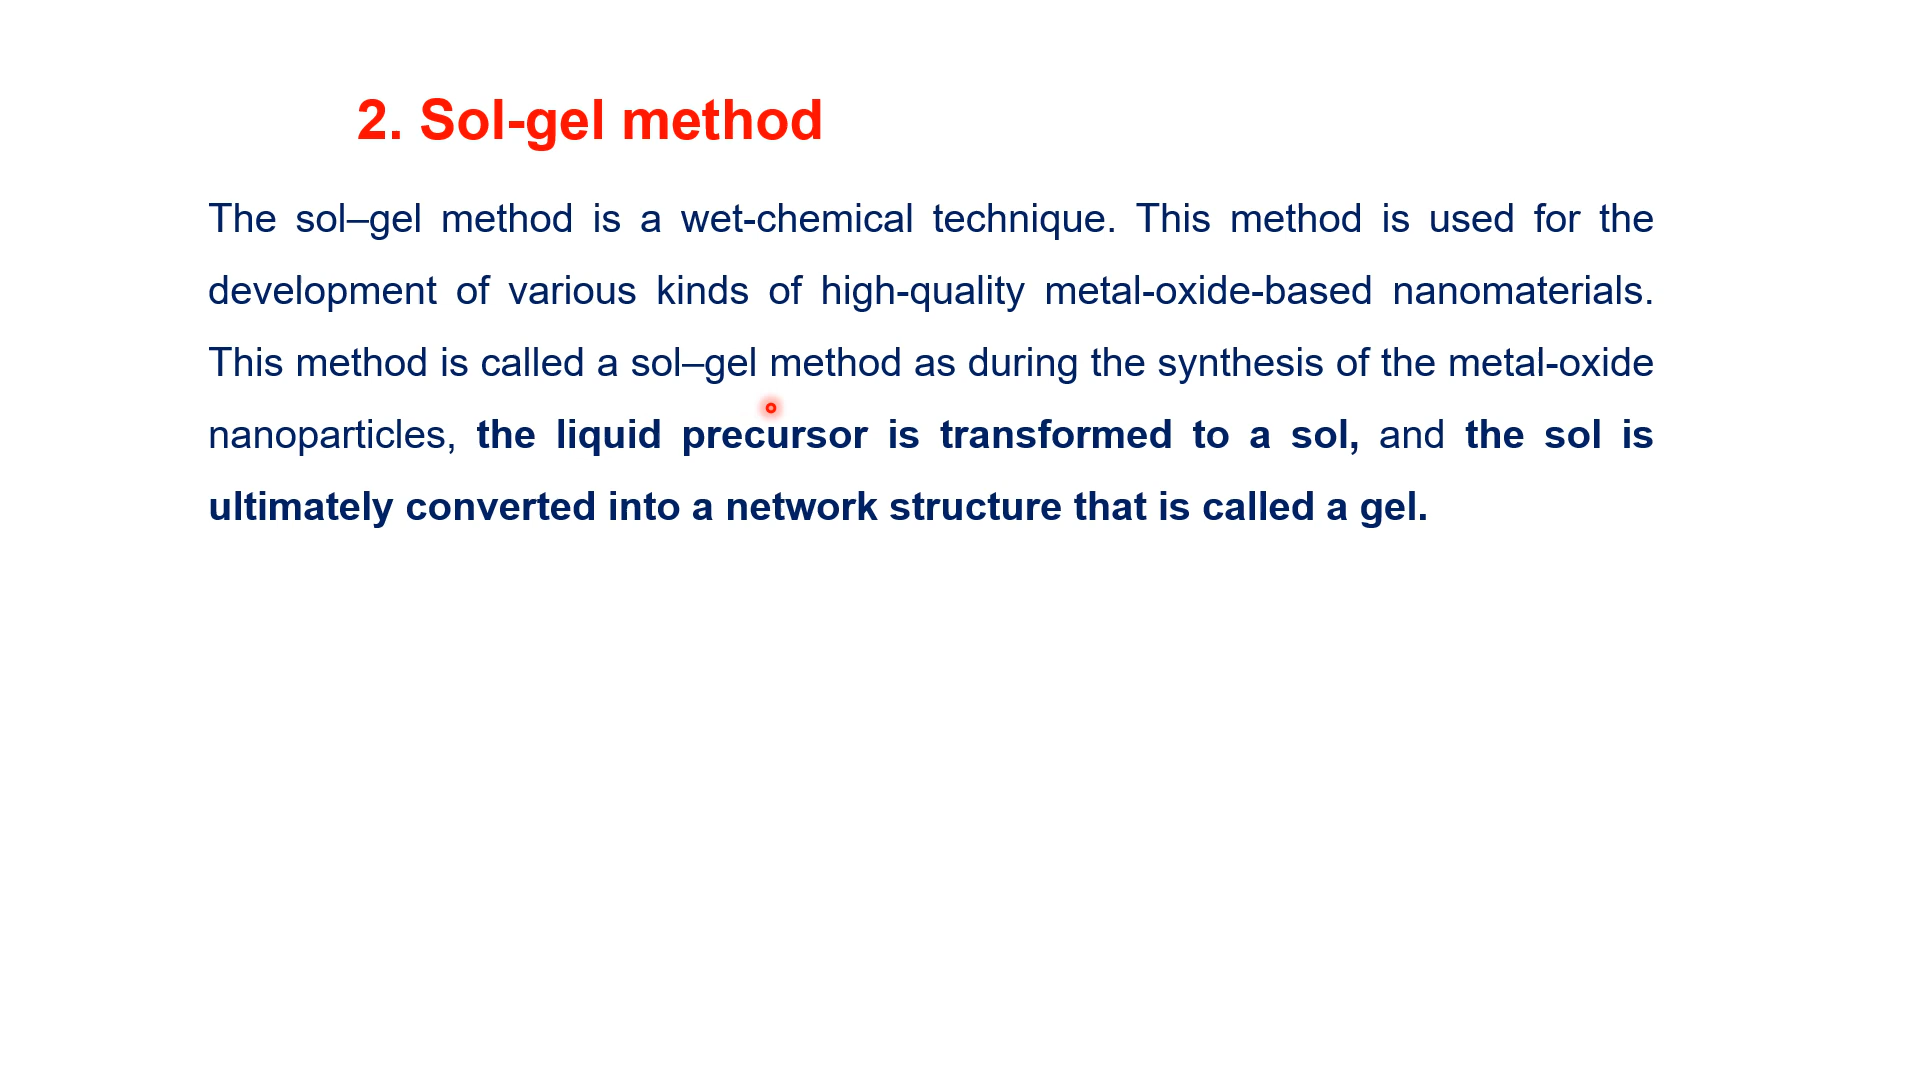 2. Sol-gel method
The sol–gel method is a wet-chemical technique. This method is used for the
development of various kinds of high-quality metal-oxide-based nanomaterials.
This method is called a sol–gel method as during the synthesis of the metal-oxide
nanoparticles, the liquid precursor is transformed to a sol, and the sol is
ultimately converted into a network structure that is called a gel.